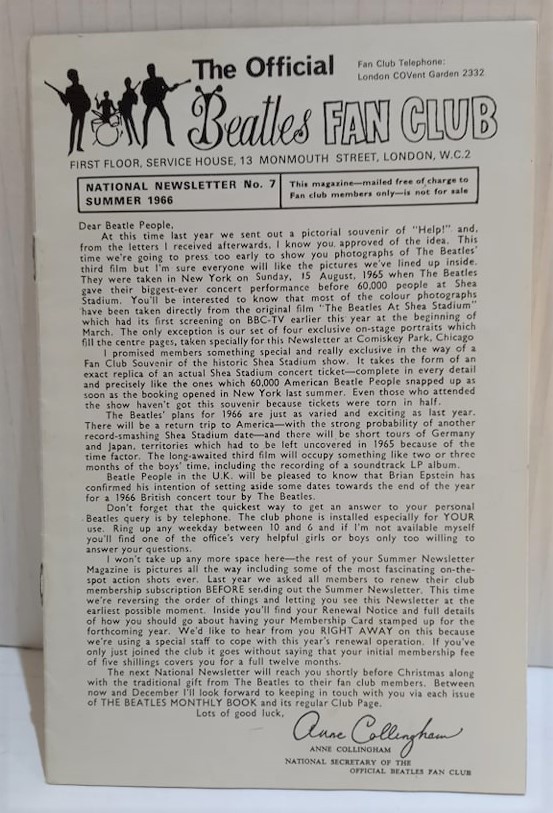 The Official
Fan Club Telephone:
London COVent Garden 2332
Beatles FAN CLUB
FIRST FLOOR, SERVICE HOUSE, 13 MONMOUTH STREET, LONDON, W.C.2
NATIONAL NEWSLETTER No. 7
SUMMER 1966
This magazine—mailed free of charge to
Fan club members only—is not for sale
Dear Beatle People,
At this time last year we sent out a pictorial souvenir of "Help!" and,
from the letters I received afterwards, I know you approved of the idea. This
time we're going to press too early to show you photographs of The Beatles'
third film but I'm sure everyone will like the pictures we've lined up inside.
They were taken in New York on Sunday, 15 August, 1965 when The Beatles
gave their biggest-ever concert performance before 60,000 people at Shea
Stadium. You'll be interested to know that most of the colour photographs
have been taken directly from the original film "The Beatles At Shea Stadium"
which had its first screening on BBC-TV earlier this year at the beginning of
March. The only exception is our set of four exclusive on-stage portraits which
fill the centre pages, taken specially for this Newsletter at Comiskey Park, Chicago
I promised members something special and really exclusive in the way of a
Fan Club Souvenir of the historic Shea Stadium show. It takes the form of an
exact replica of an actual Shea Stadium concert ticket—complete in every detail
and precisely like the ones which 60,000 American Beatle People snapped up as
soon as the booking opened in New York last summer. Even those who attended
the show haven't got this souvenir because tickets were torn in half.
The Beatles' plans for 1966 are just as varied and exciting as last year.
There will be a return trip to America—with the strong probability of another
record-smashing Shea Stadium date—and there will be short tours of Germany
and Japan, territories which had to be left uncovered in 1965 because of the
time factor. The long-awaited third film will occupy something like two or three
months of the boys' time, including the recording of a soundtrack LP album.
Beatle People in the U.K. will be pleased to know that Brian Epstein has
confirmed his intention of setting aside some dates towards the end of the year
for a 1966 British concert tour by The Beatles.
Don't forget that the quickest way to get an answer to your personal
Beatles query is by telephone. The club phone is installed especially for YOUR
use. Ring up any weekday between 10 and 6 and if I'm not available myself
you'll find one of the office's very helpful girls or boys only too willing to
answer your questions.
I won't take up any more space here—the rest of your Summer Newsletter
Magazine is pictures all the way including some of the most fascinating on-the-
spot action shots ever. Last year we asked all members to renew their club
membership subscription BEFORE sending out the Summer Newsletter. This time
we're reversing the order of things and letting you see this Newsletter at the
earliest possible moment. Inside you'll find your Renewal Notice and full details
of how you should go about having your Membership Card stamped up for the
forthcoming year. We'd like to hear from you RIGHT AWAY on this because
we're using a special staff to cope with this year's renewal operation. If you've
only just joined the club it goes without saying that your initial membership fee
of five shillings covers you for a full twelve months.
The next National Newsletter will reach you shortly before Christmas along
with the traditional gift from The Beatles to their fan club members. Between
now and December I'll look forward to keeping in touch with you via each issue
of THE BEATLES MONTHLY BOOK and its regular Club Page.
Lots of good luck,
Anne Collingham
ANNE COLLINGHAM
NATIONAL SECRETARY OF THE
OFFICIAL BEATLES FAN CLUB